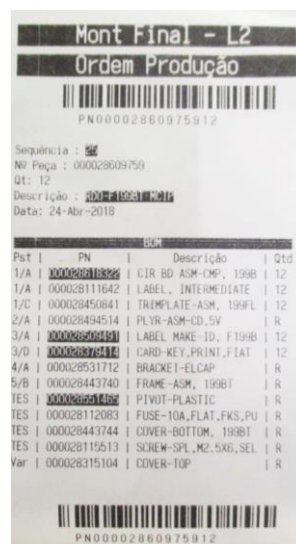 Mont Final - L2
Ordem Produção
PN00002860975912
Sequência : 25
Nº Peça : 000028609759
Qt: 12
Descrição : RDO-F199BT-MCIP
Data: 24-Abr-2018
BOM
Pst | PN | Descrição | Qtd
1/A | 000028618322 | CIR BD ASM-CMP, 199B | 12
1/A | 000028111642 | LABEL, INTERMEDIATE | 12
1/C | 000028450841 | TRIMPLATE-ASM, 199FL | 12
2/A | 000028494514 | PLYR-ASM-CD,5V | R
3/A | 000028509491 | LABEL MAKE-ID, F199B | 12
3/D | 000028379414 | CARD-KEY,PRINT,FIAT | 12
4/A | 000028531712 | BRACKET-ELCAP | R
5/B | 000028443740 | FRAME-ASM, 199BT | R
TES | 000028551465 | PIVOT-PLASTIC | R
TES | 000028112083 | FUSE-10A,FLAT,FKS,PU | R
TES | 000028443744 | COVER-BOTTOM, 199BT | R
TES | 000028115513 | SCREW-SPL,M2.5X6,SEL | R
Var | 000028315104 | COVER-TOP | R
PN00002860975912